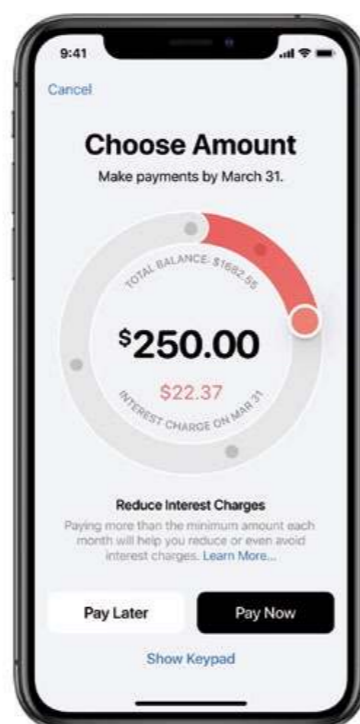 9:41
Cancel
Choose Amount
Make payments by March 31.
TOTAL BALANCE: $1682.55
$250.00
$22.37
INTEREST CHARGE ON MAR 31
Reduce Interest Charges
Paying more than the minimum amount each
month will help you reduce or even avoid
interest charges. Learn More...
Pay Later
Pay Now
Show Keypad